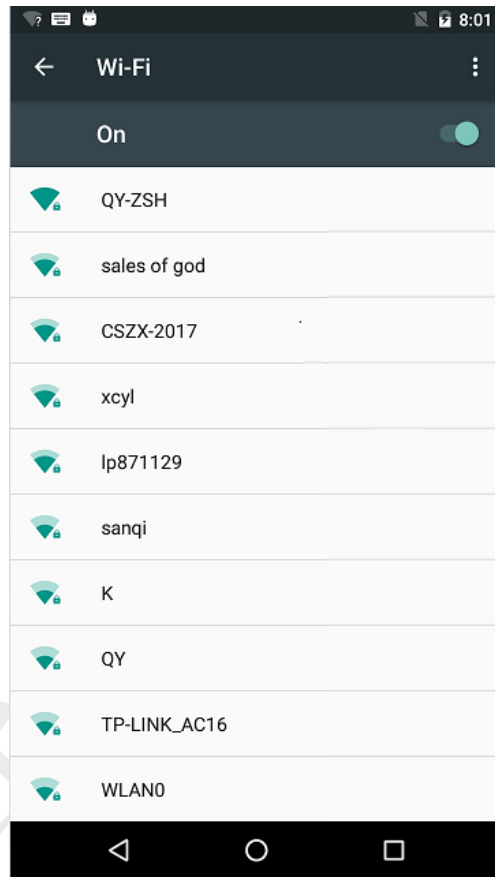 8:01
Wi-Fi
On
QY-ZSH
sales of god
CSZX-2017
xcyl
lp871129
sanqi
K
QY
TP-LINK_AC16
WLAN0